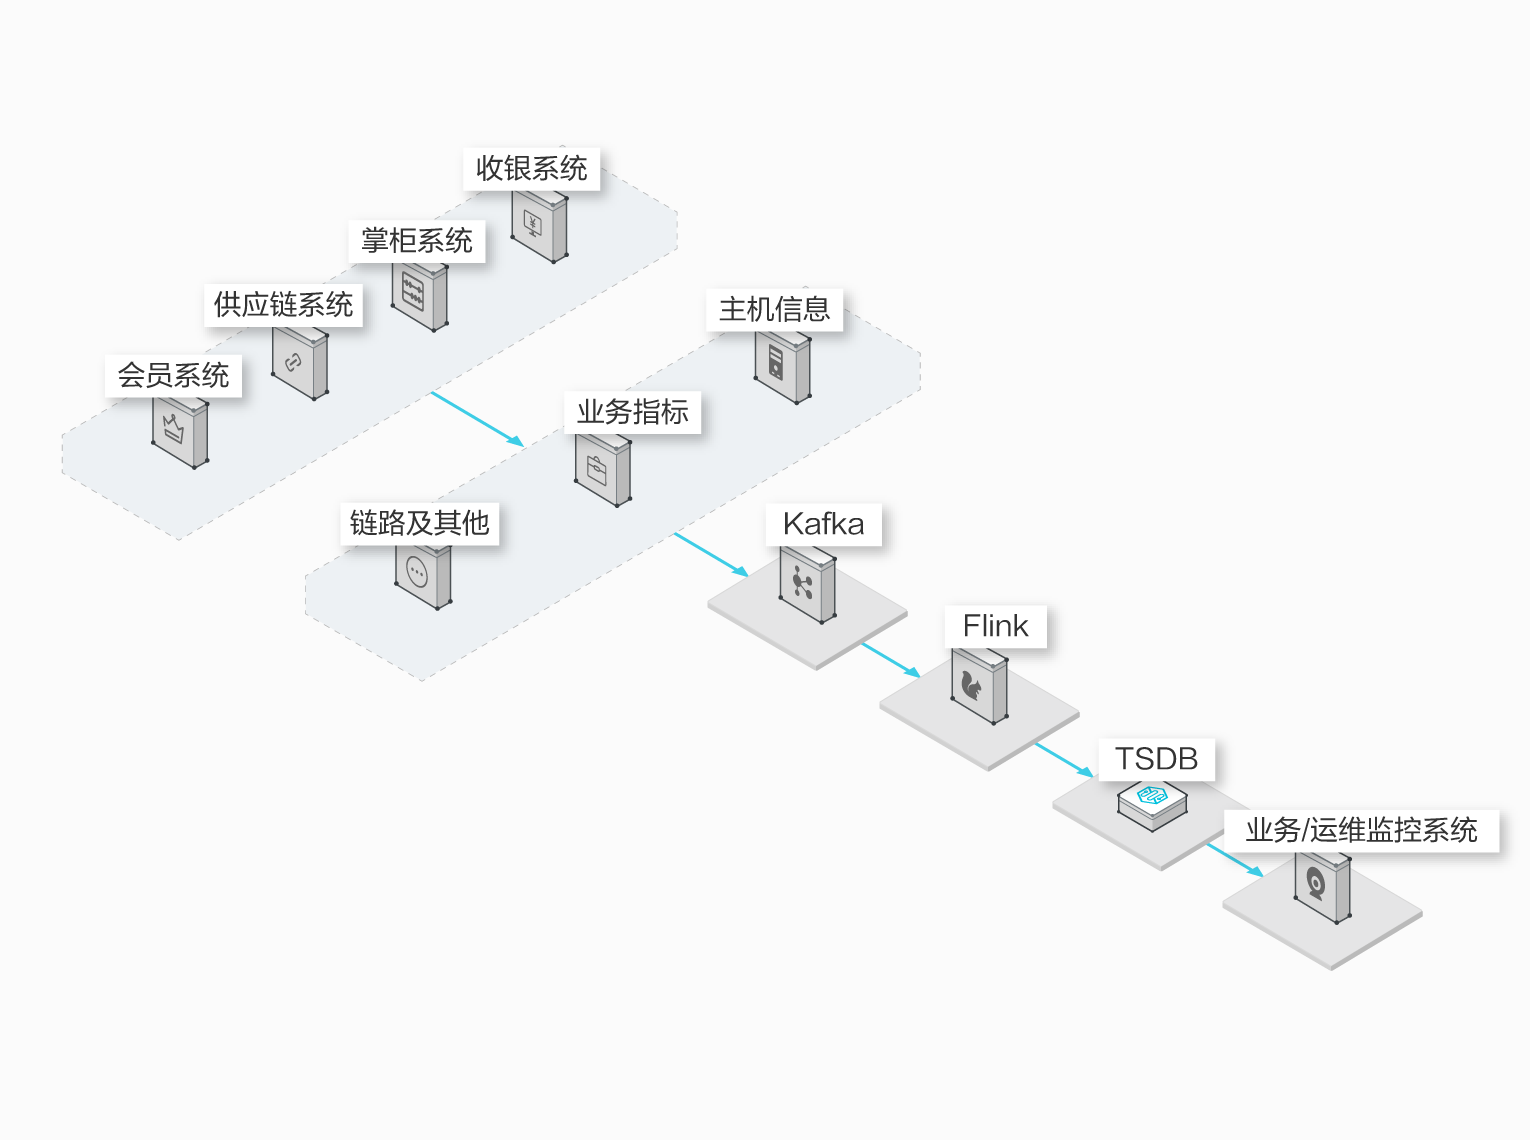 收银系统
掌柜系统
供应链系统
会员系统
主机信息
业务指标
链路及其他
Kafka
Flink
TSDB
业务/运维监控系统